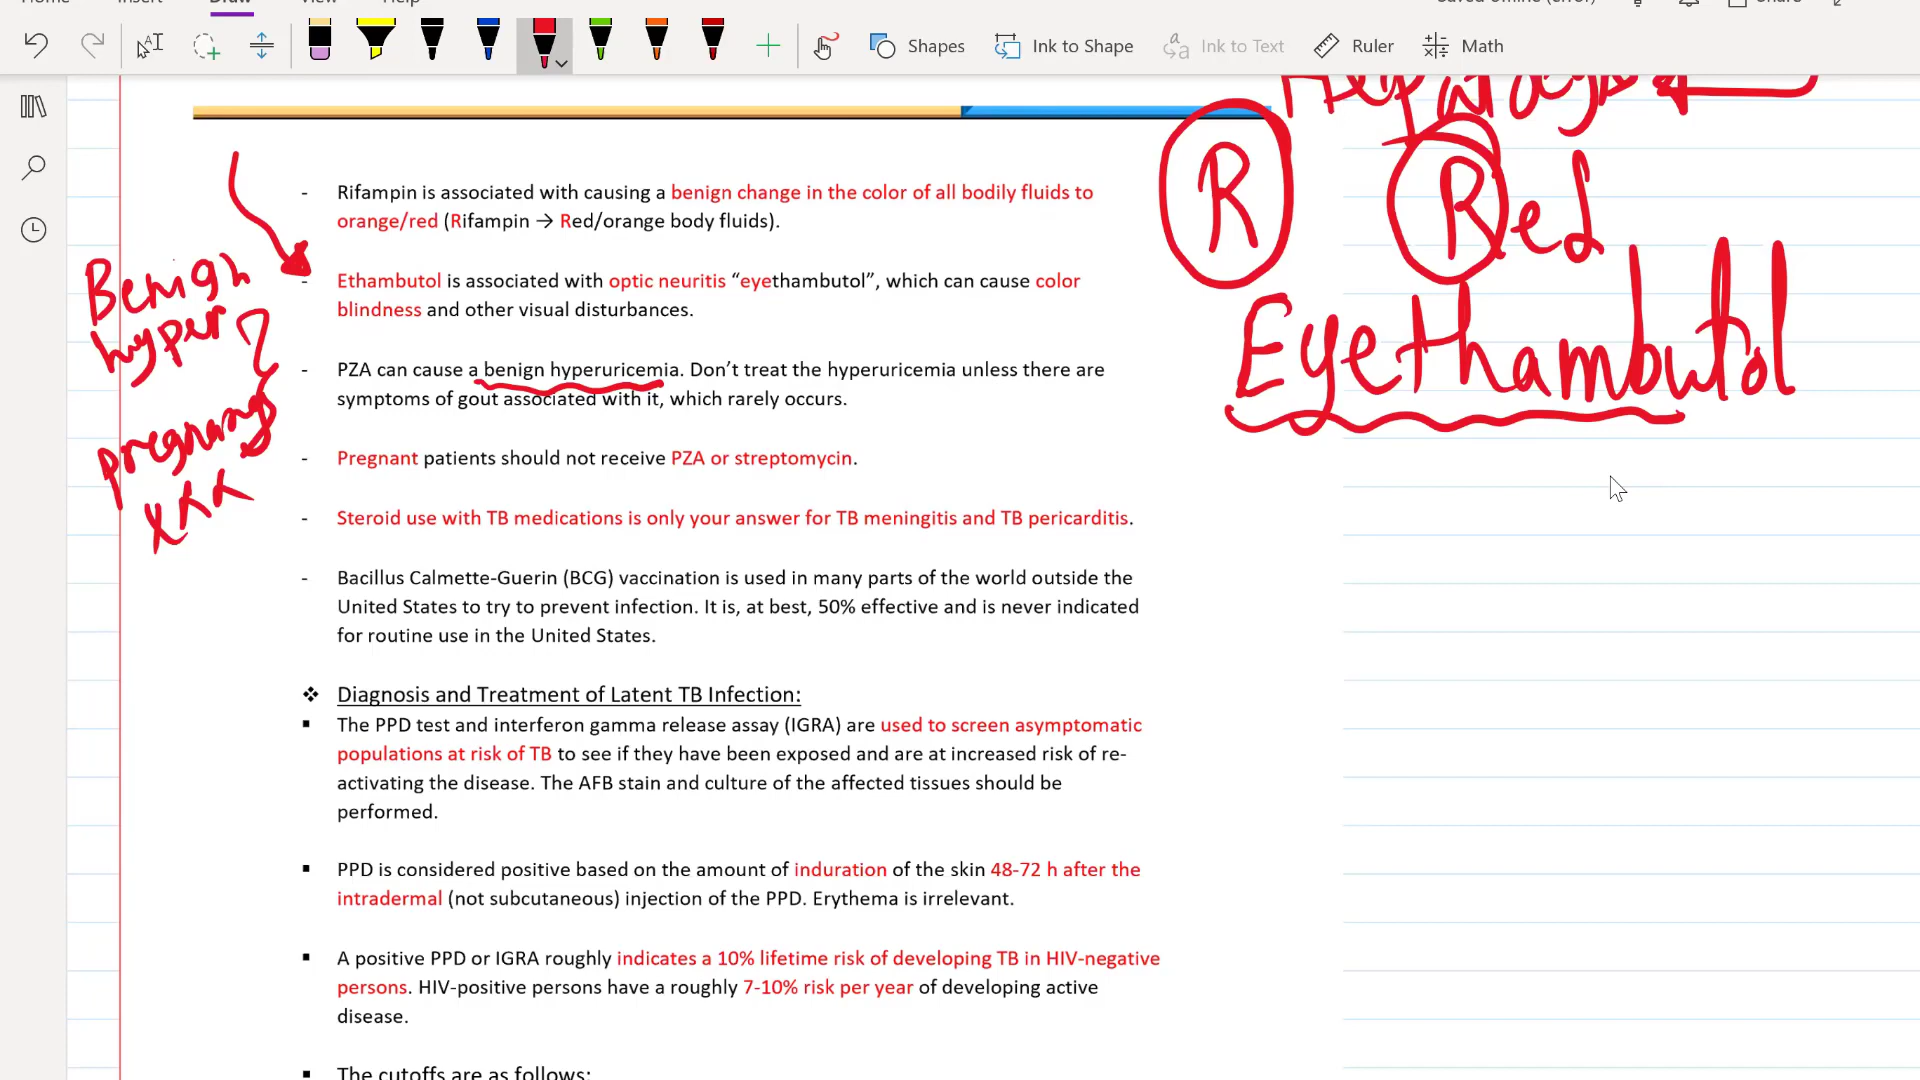 Home Insert Draw View Help Saved online (error) Share
Shapes Ink to Shape Ink to Text Ruler Math
R Red
Eyethambutol
Benign
hyper
pregnancy
- Rifampin is associated with causing a benign change in the color of all bodily fluids to
orange/red (Rifampin → Red/orange body fluids).
- Ethambutol is associated with optic neuritis “eyethambutol”, which can cause color
blindness and other visual disturbances.
- PZA can cause a benign hyperuricemia. Don’t treat the hyperuricemia unless there are
symptoms of gout associated with it, which rarely occurs.
- Pregnant patients should not receive PZA or streptomycin.
- Steroid use with TB medications is only your answer for TB meningitis and TB pericarditis.
- Bacillus Calmette-Guerin (BCG) vaccination is used in many parts of the world outside the
United States to try to prevent infection. It is, at best, 50% effective and is never indicated
for routine use in the United States.
❖ Diagnosis and Treatment of Latent TB Infection:
▪ The PPD test and interferon gamma release assay (IGRA) are used to screen asymptomatic
populations at risk of TB to see if they have been exposed and are at increased risk of re-
activating the disease. The AFB stain and culture of the affected tissues should be
performed.
▪ PPD is considered positive based on the amount of induration of the skin 48-72 h after the
intradermal (not subcutaneous) injection of the PPD. Erythema is irrelevant.
▪ A positive PPD or IGRA roughly indicates a 10% lifetime risk of developing TB in HIV-negative
persons. HIV-positive persons have a roughly 7-10% risk per year of developing active
disease.
▪ The cutoffs are as follows: